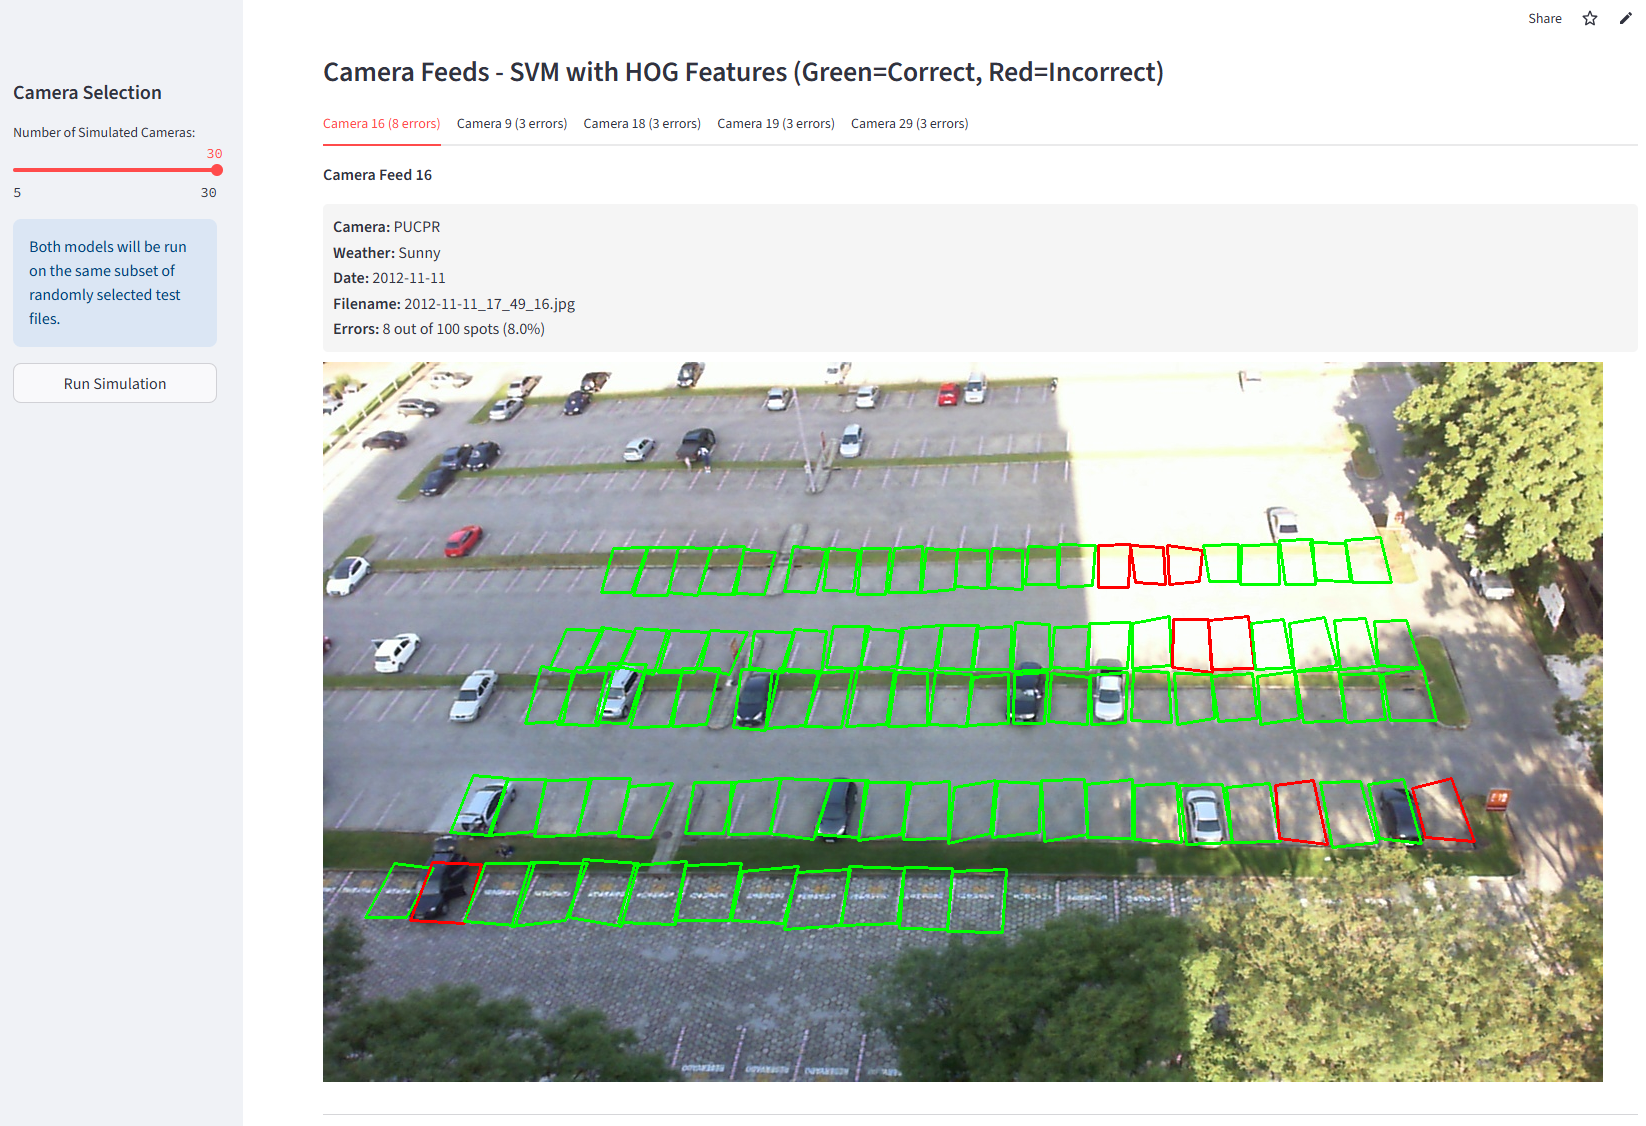 Share
Camera Selection
Number of Simulated Cameras:
30
5
30
Both models will be run
on the same subset of
randomly selected test
files.
Run Simulation
Camera Feeds - SVM with HOG Features (Green=Correct, Red=Incorrect)
Camera 16 (8 errors)
Camera 9 (3 errors)
Camera 18 (3 errors)
Camera 19 (3 errors)
Camera 29 (3 errors)
Camera Feed 16
Camera: PUCPR
Weather: Sunny
Date: 2012-11-11
Filename: 2012-11-11_17_49_16.jpg
Errors: 8 out of 100 spots (8.0%)